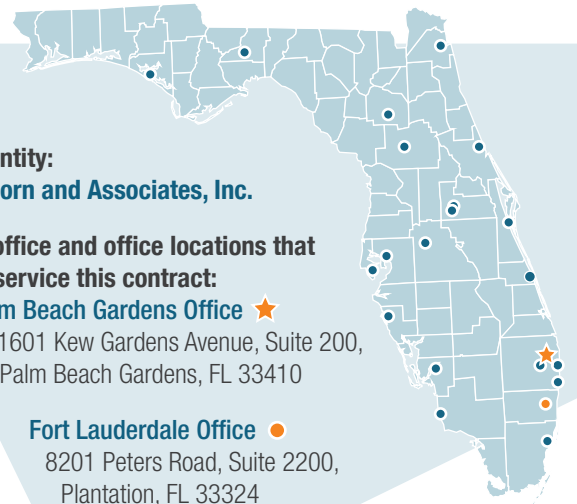 ntity:
orn and Associates, Inc.
office and office locations that
service this contract:
m Beach Gardens Office
1601 Kew Gardens Avenue, Suite 200,
Palm Beach Gardens, FL 33410
Fort Lauderdale Office
8201 Peters Road, Suite 2200,
Plantation, FL 33324